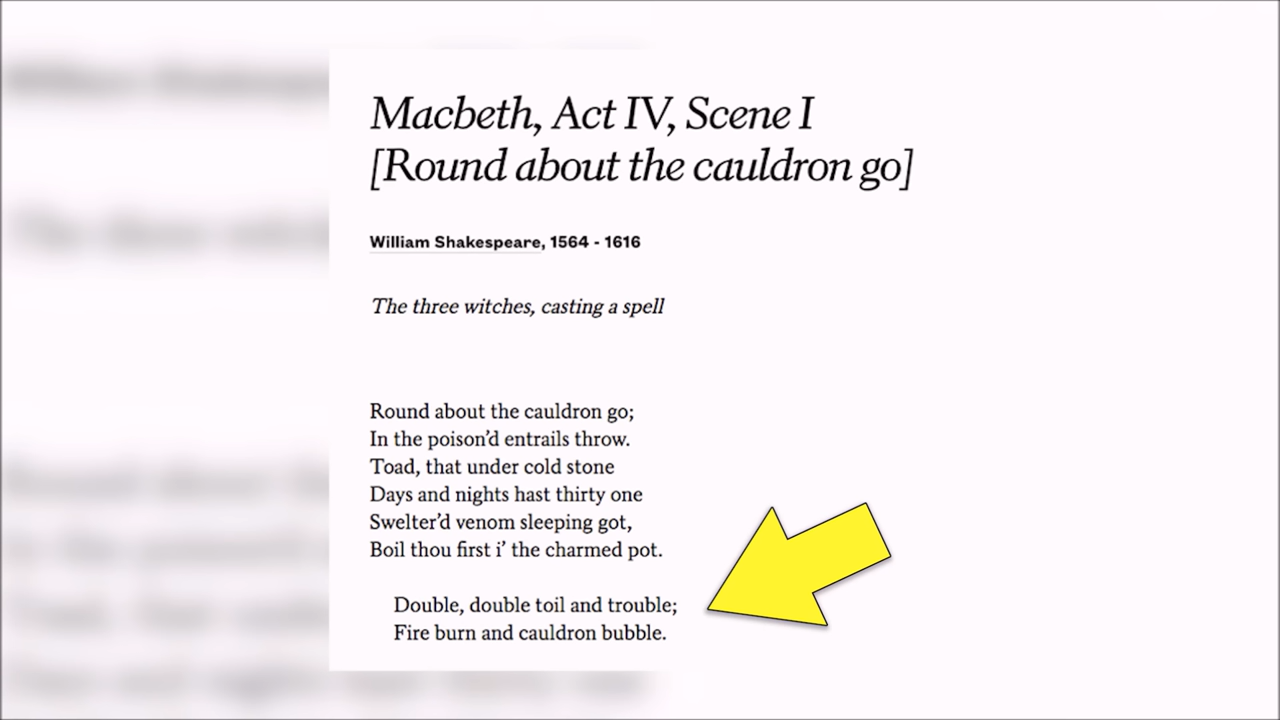 Macbeth, Act IV, Scene I
[Round about the cauldron go]
William Shakespeare, 1564 - 1616
The three witches, casting a spell
Round about the cauldron go;
In the poison’d entrails throw.
Toad, that under cold stone
Days and nights hast thirty one
Swelter’d venom sleeping got,
Boil thou first i’ the charmed pot.
Double, double toil and trouble;
Fire burn and cauldron bubble.